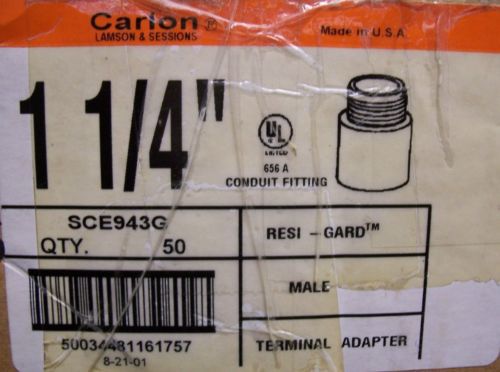 Carlon®
LAMSON & SESSIONS
Made in U.S.A.
1 1/4"
UL
LISTED
656 A
CONDUIT FITTING
SCE943G
QTY. 50
RESI - GARD™
MALE
TERMINAL ADAPTER
50034481161757
8-21-01